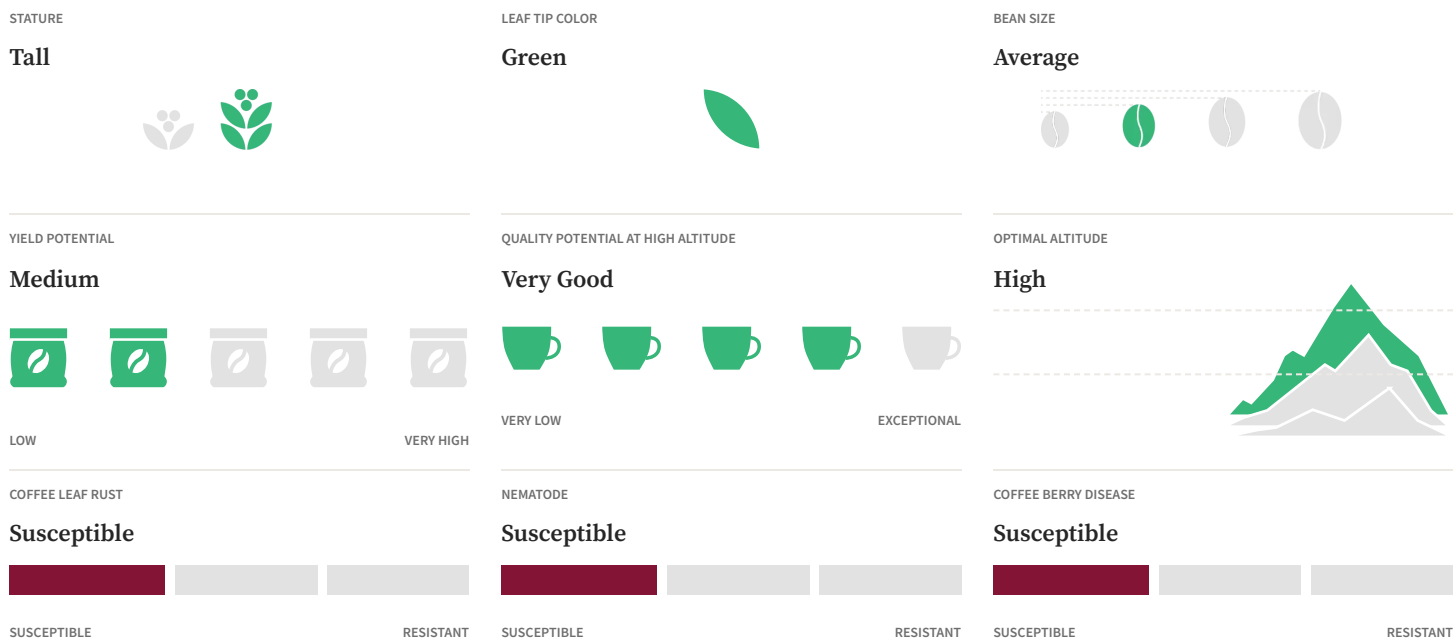 STATURE
Tall
LEAF TIP COLOR
Green
BEAN SIZE
Average
YIELD POTENTIAL
Medium
LOW
VERY HIGH
QUALITY POTENTIAL AT HIGH ALTITUDE
Very Good
VERY LOW
EXCEPTIONAL
OPTIMAL ALTITUDE
High
COFFEE LEAF RUST
Susceptible
SUSCEPTIBLE
RESISTANT
NEMATODE
Susceptible
SUSCEPTIBLE
RESISTANT
COFFEE BERRY DISEASE
Susceptible
SUSCEPTIBLE
RESISTANT